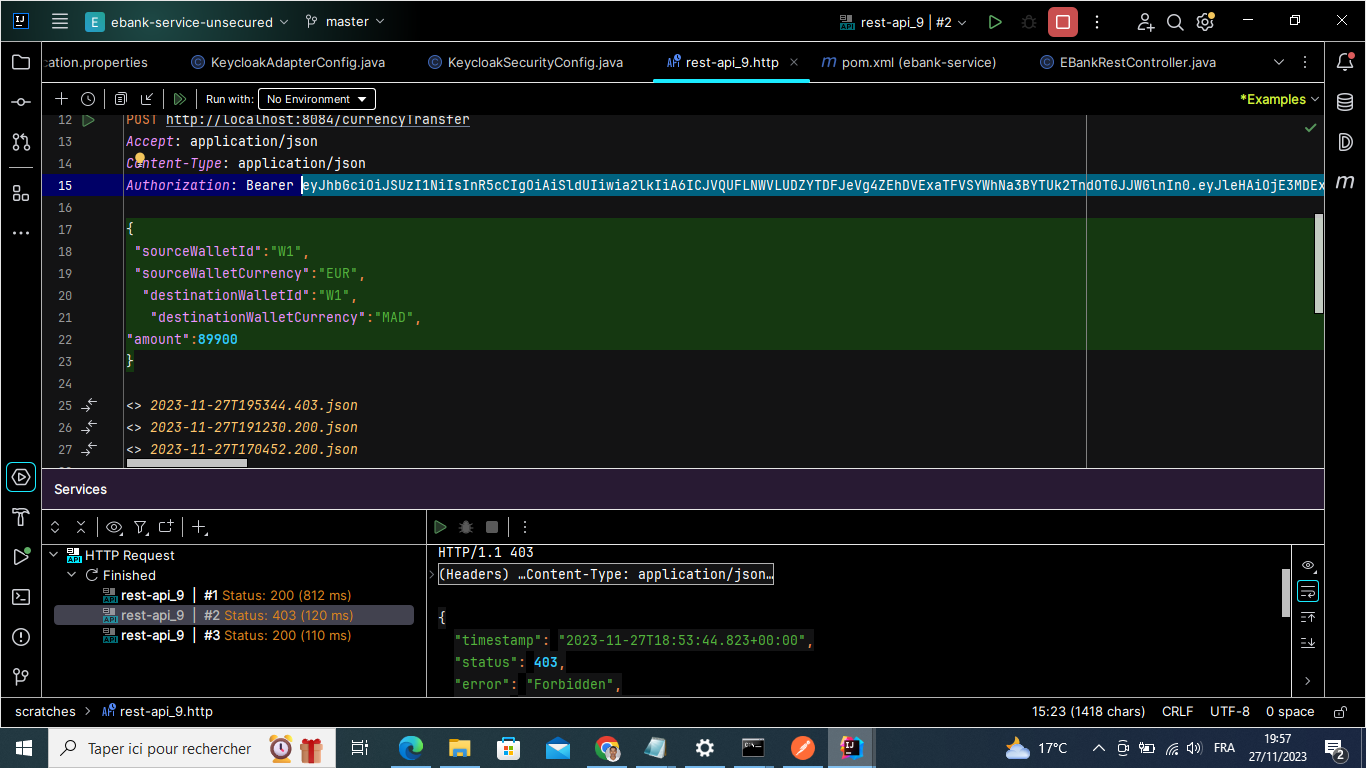 E ebank-service-unsecured master rest-api_9 | #2
ation.properties KeycloakAdapterConfig.java KeycloakSecurityConfig.java API rest-api_9.http m pom.xml (ebank-service) EBankRestController.java
Run with: No Environment *Examples
12 POST http://localhost:8084/currencyTransfer
13 Accept: application/json
14 Content-Type: application/json
15 Authorization: Bearer
16
17 {
18 "sourceWalletId":"W1",
19 "sourceWalletCurrency":"EUR",
20 "destinationWalletId":"W1",
21 "destinationWalletCurrency":"MAD",
22 "amount":89900
23 }
24
25 <> 2023-11-27T195344.403.json
26 <> 2023-11-27T191230.200.json
27 <> 2023-11-27T170452.200.json
Services
HTTP Request
Finished
rest-api_9 | #1 Status: 200 (812 ms)
rest-api_9 | #2 Status: 403 (120 ms)
rest-api_9 | #3 Status: 200 (110 ms)
HTTP/1.1 403
(Headers) …Content-Type: application/json…
{
"timestamp": "2023-11-27T18:53:44.823+00:00",
"status": 403,
"error": "Forbidden",
scratches > API rest-api_9.http 15:23 (1418 chars) CRLF UTF-8 0 space
Taper ici pour rechercher 17°C FRA 19:57
27/11/2023 2